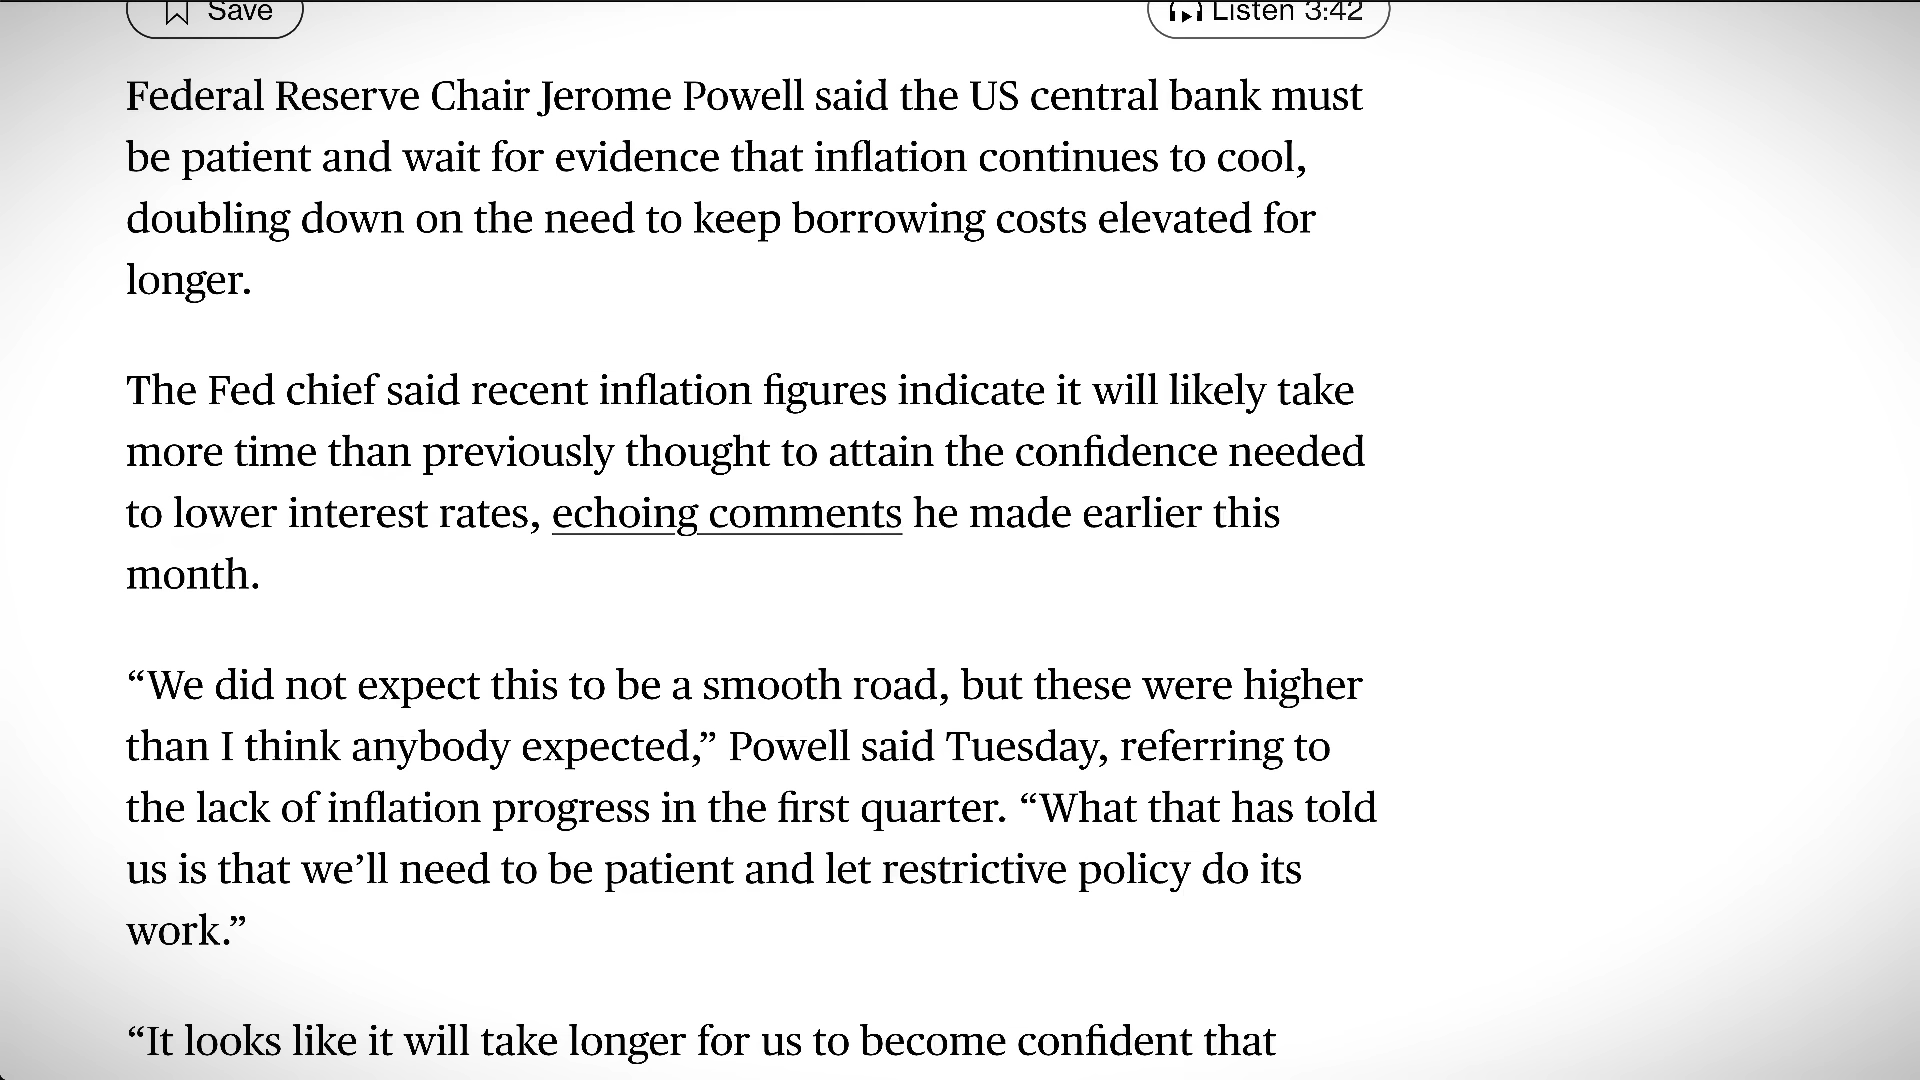 Save
Listen 3:42
Federal Reserve Chair Jerome Powell said the US central bank must
be patient and wait for evidence that inflation continues to cool,
doubling down on the need to keep borrowing costs elevated for
longer.
The Fed chief said recent inflation figures indicate it will likely take
more time than previously thought to attain the confidence needed
to lower interest rates, echoing comments he made earlier this
month.
“We did not expect this to be a smooth road, but these were higher
than I think anybody expected,” Powell said Tuesday, referring to
the lack of inflation progress in the first quarter. “What that has told
us is that we’ll need to be patient and let restrictive policy do its
work.”
“It looks like it will take longer for us to become confident that